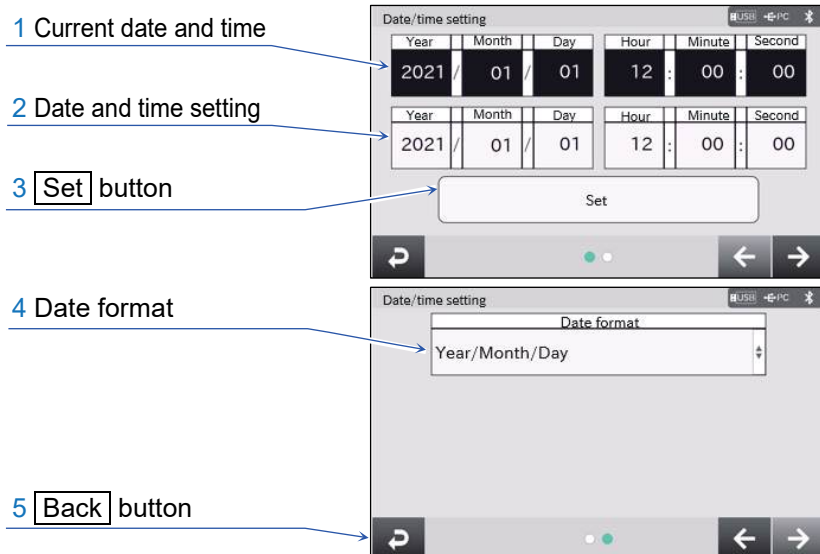 1 Current date and time
2 Date and time setting
3 Set button
Date/time setting
USB PC
Year Month Day Hour Minute Second
2021 / 01 / 01 12 : 00 : 00
Year Month Day Hour Minute Second
2021 / 01 / 01 12 : 00 : 00
Set
4 Date format
5 Back button
Date/time setting
USB PC
Date format
Year/Month/Day